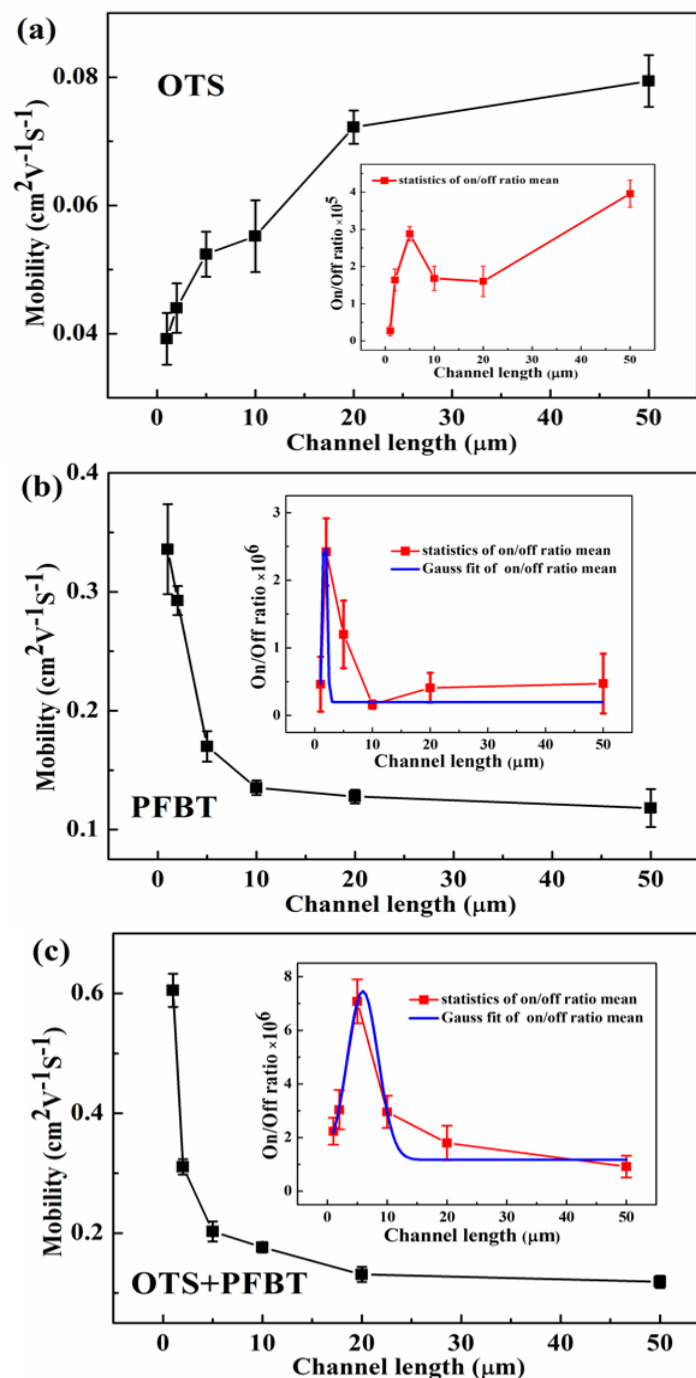 (a)
OTS
Mobility (cm²V⁻¹S⁻¹)
0.08
0.06
0.04
0 10 20 30 40 50
Channel length (μm)
statistics of on/off ratio mean
On/Off ratio ×10⁵
4
3
2
1
0
0 10 20 30 40 50
Channel length (μm)
(b)
PFBT
Mobility (cm²V⁻¹S⁻¹)
0.4
0.3
0.2
0.1
0 10 20 30 40 50
Channel length (μm)
statistics of on/off ratio mean
Gauss fit of on/off ratio mean
On/Off ratio ×10⁶
3
2
1
0
0 10 20 30 40 50
Channel length (μm)
(c)
OTS+PFBT
Mobility (cm²V⁻¹S⁻¹)
0.6
0.4
0.2
0 10 20 30 40 50
Channel length (μm)
statistics of on/off ratio mean
Gauss fit of on/off ratio mean
On/Off ratio ×10⁶
8
6
4
2
0
0 10 20 30 40 50
Channel length (μm)